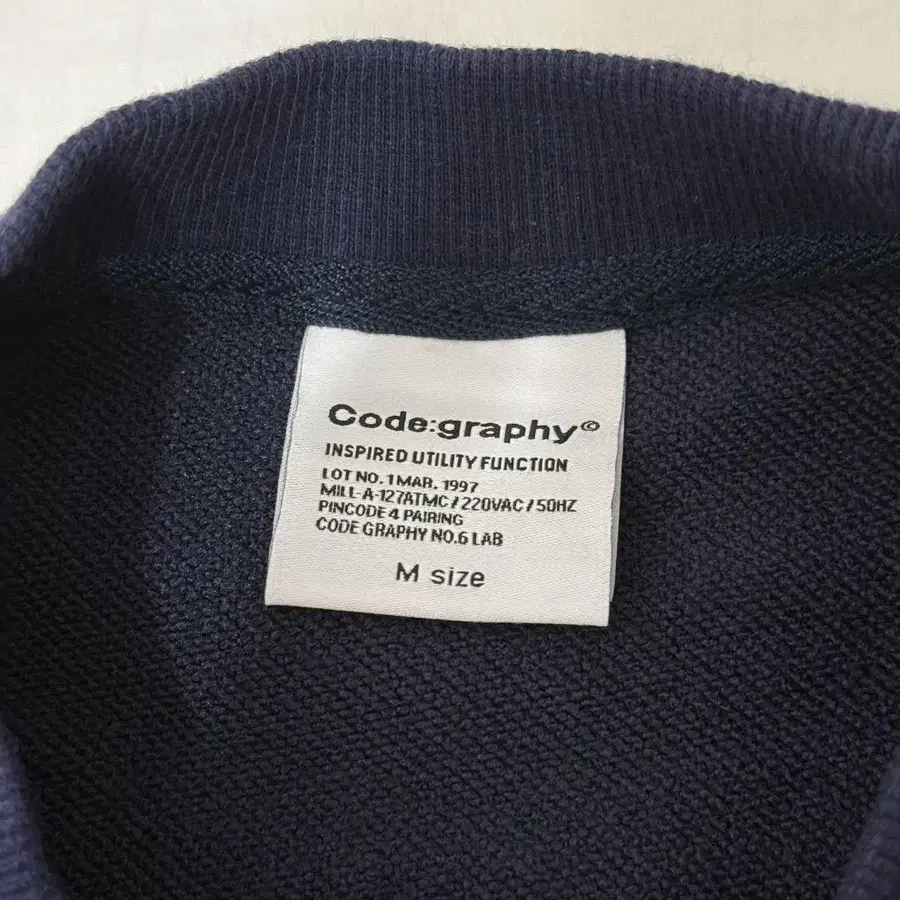 Code:graphy©
INSPIRED UTILITY FUNCTION
LOT NO. 1 MAR. 1997
MILL-A-127ATMC / 220VAC / 50HZ
PINCODE 4 PAIRING
CODE GRAPHY NO.6 LAB
M size